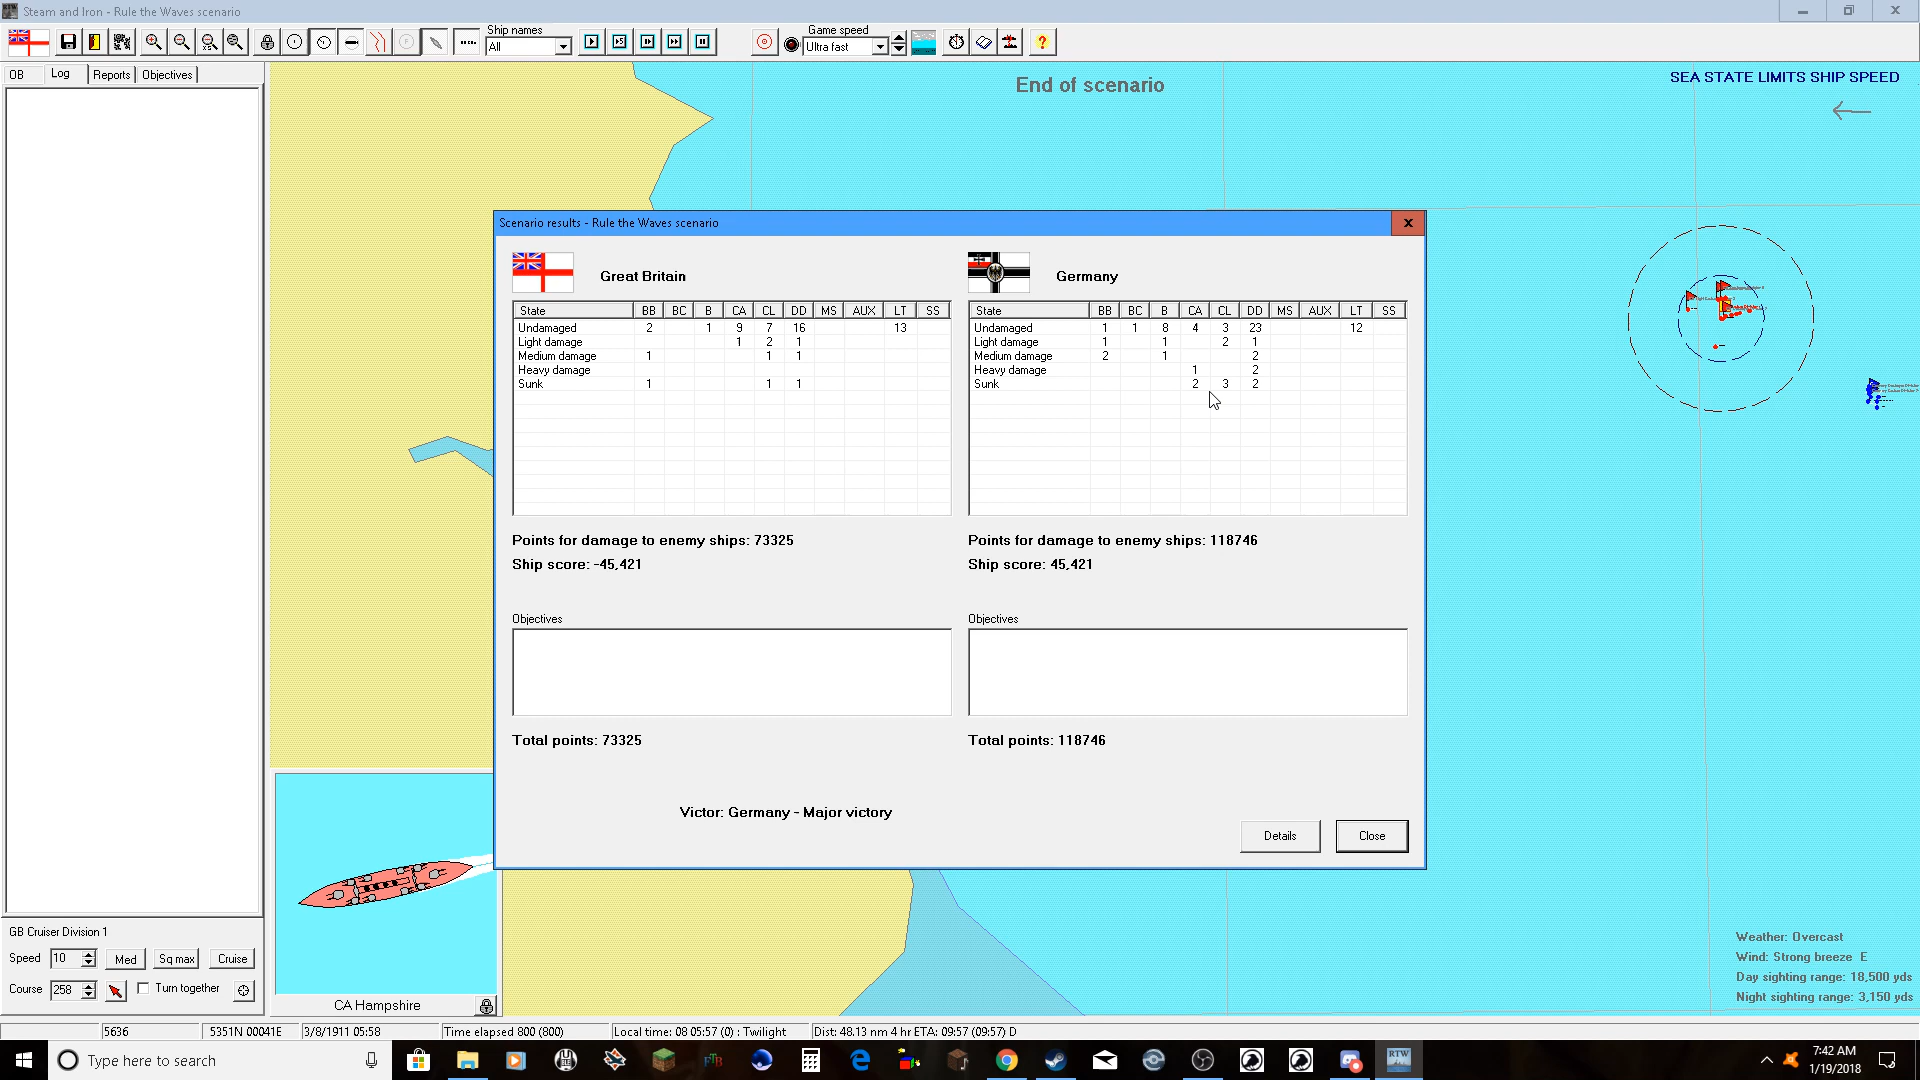 Steam and Iron - Rule the Waves scenario
Ship names
All
Game speed
Ultra fast
OB Log Reports Objectives
End of scenario
SEA STATE LIMITS SHIP SPEED
Scenario results - Rule the Waves scenario
Great Britain
State BB BC B CA CL DD MS AUX LT SS
Undamaged 2 1 9 7 16 13
Light damage 1 2 1
Medium damage 1 1 1
Heavy damage
Sunk 1 1 1
Points for damage to enemy ships: 73325
Ship score: -45,421
Objectives
Total points: 73325
Germany
State BB BC B CA CL DD MS AUX LT SS
Undamaged 1 1 8 4 3 23 12
Light damage 1 1 2 1
Medium damage 2 1 2
Heavy damage 1 2
Sunk 2 3 2
Points for damage to enemy ships: 118746
Ship score: 45,421
Objectives
Total points: 118746
Victor: Germany - Major victory
Details Close
GB Cruiser Division 1
Speed 10 Med Sq max Cruise
Course 258 Turn together
CA Hampshire
Weather: Overcast
Wind: Strong breeze E
Day sighting range: 18,500 yds
Night sighting range: 3,150 yds
5636 5351N 00041E 3/8/1911 05:58 Time elapsed 800 (800) Local time: 08 05:57 (0) : Twilight Dist: 48.13 nm 4 hr ETA: 09:57 (09:57) D
Type here to search
RTW
7:42 AM
1/19/2018